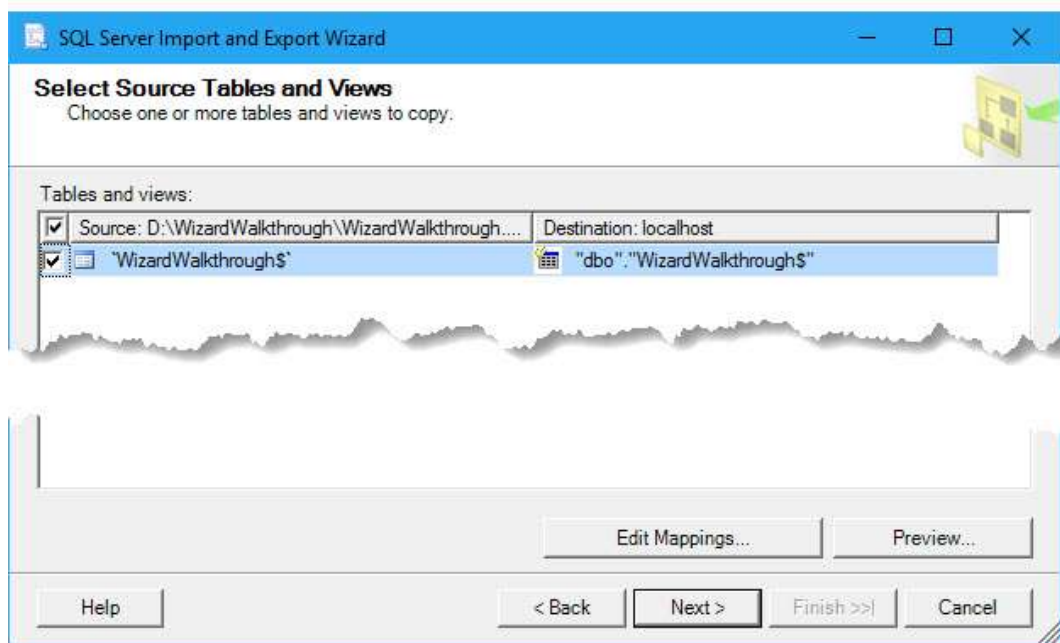 SQL Server Import and Export Wizard
Select Source Tables and Views
Choose one or more tables and views to copy.
Tables and views:
Source: D:\WizardWalkthrough\WizardWalkthrough.... Destination: localhost
`WizardWalkthrough$` "dbo"."WizardWalkthrough$"
Edit Mappings... Preview...
Help < Back Next > Finish >>| Cancel